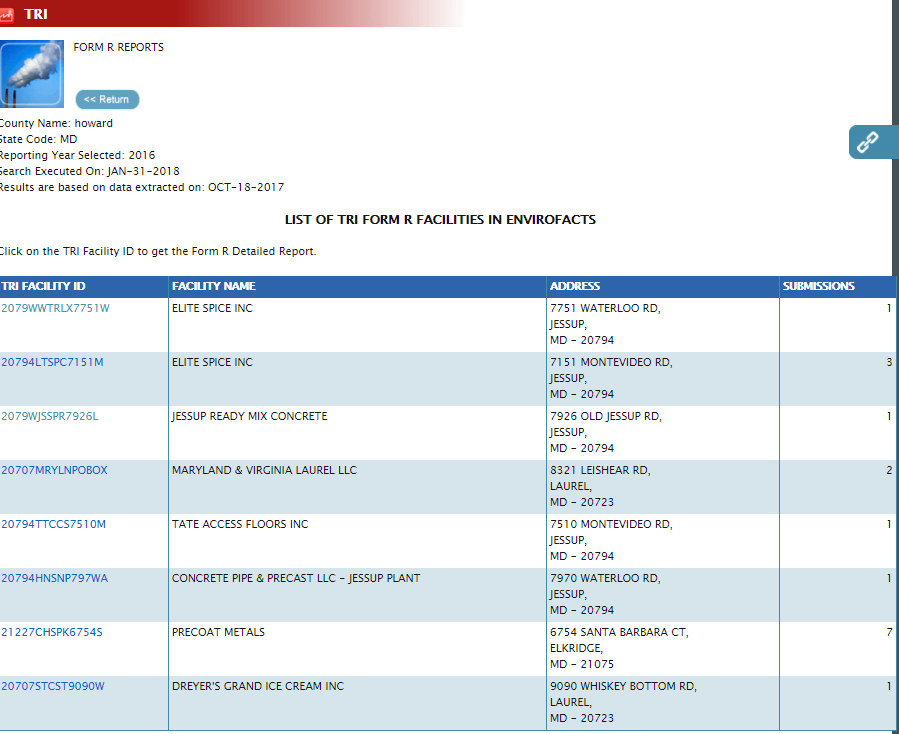 TRI
FORM R REPORTS
<< Return
County Name: howard
State Code: MD
Reporting Year Selected: 2016
Search Executed On: JAN-31-2018
Results are based on data extracted on: OCT-18-2017
LIST OF TRI FORM R FACILITIES IN ENVIROFACTS
Click on the TRI Facility ID to get the Form R Detailed Report.
TRI FACILITY ID FACILITY NAME ADDRESS SUBMISSIONS
2079WWTRLX7751W ELITE SPICE INC 7751 WATERLOO RD, 1
JESSUP,
MD - 20794
20794LTSPC7151M ELITE SPICE INC 7151 MONTEVIDEO RD, 3
JESSUP,
MD - 20794
2079WJSSPR7926L JESSUP READY MIX CONCRETE 7926 OLD JESSUP RD, 1
JESSUP,
MD - 20794
20707MRYLNPOBOX MARYLAND & VIRGINIA LAUREL LLC 8321 LEISHEAR RD, 2
LAUREL,
MD - 20723
20794TTCCS7510M TATE ACCESS FLOORS INC 7510 MONTEVIDEO RD, 1
JESSUP,
MD - 20794
20794HNSNP797WA CONCRETE PIPE & PRECAST LLC - JESSUP PLANT 7970 WATERLOO RD, 1
JESSUP,
MD - 20794
21227CHSPK6754S PRECOAT METALS 6754 SANTA BARBARA CT, 7
ELKRIDGE,
MD - 21075
20707STCST9090W DREYER'S GRAND ICE CREAM INC 9090 WHISKEY BOTTOM RD, 1
LAUREL,
MD - 20723